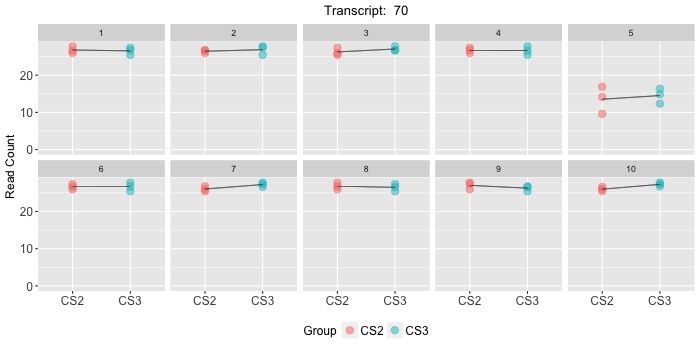 Transcript: 70
1 2 3 4 5
20
10
0
6 7 8 9 10
20
10
0
Read Count
CS2 CS3 CS2 CS3 CS2 CS3 CS2 CS3 CS2 CS3
Group CS2 CS3